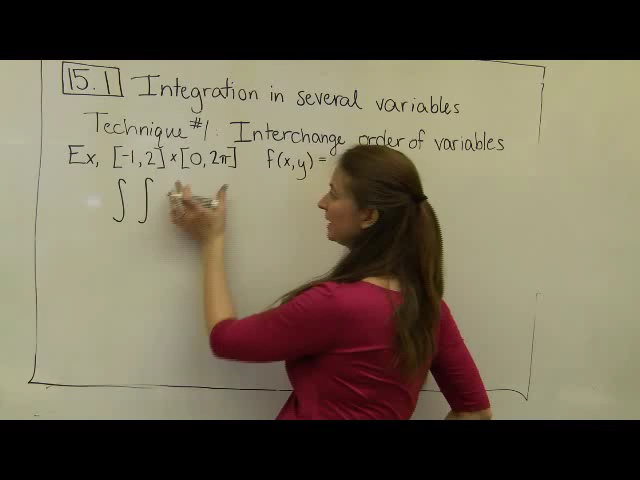 15.1 Integration in several variables
Technique #1: Interchange order of variables
Ex, [-1,2] × [0,2π] f(x,y) =
∫∫